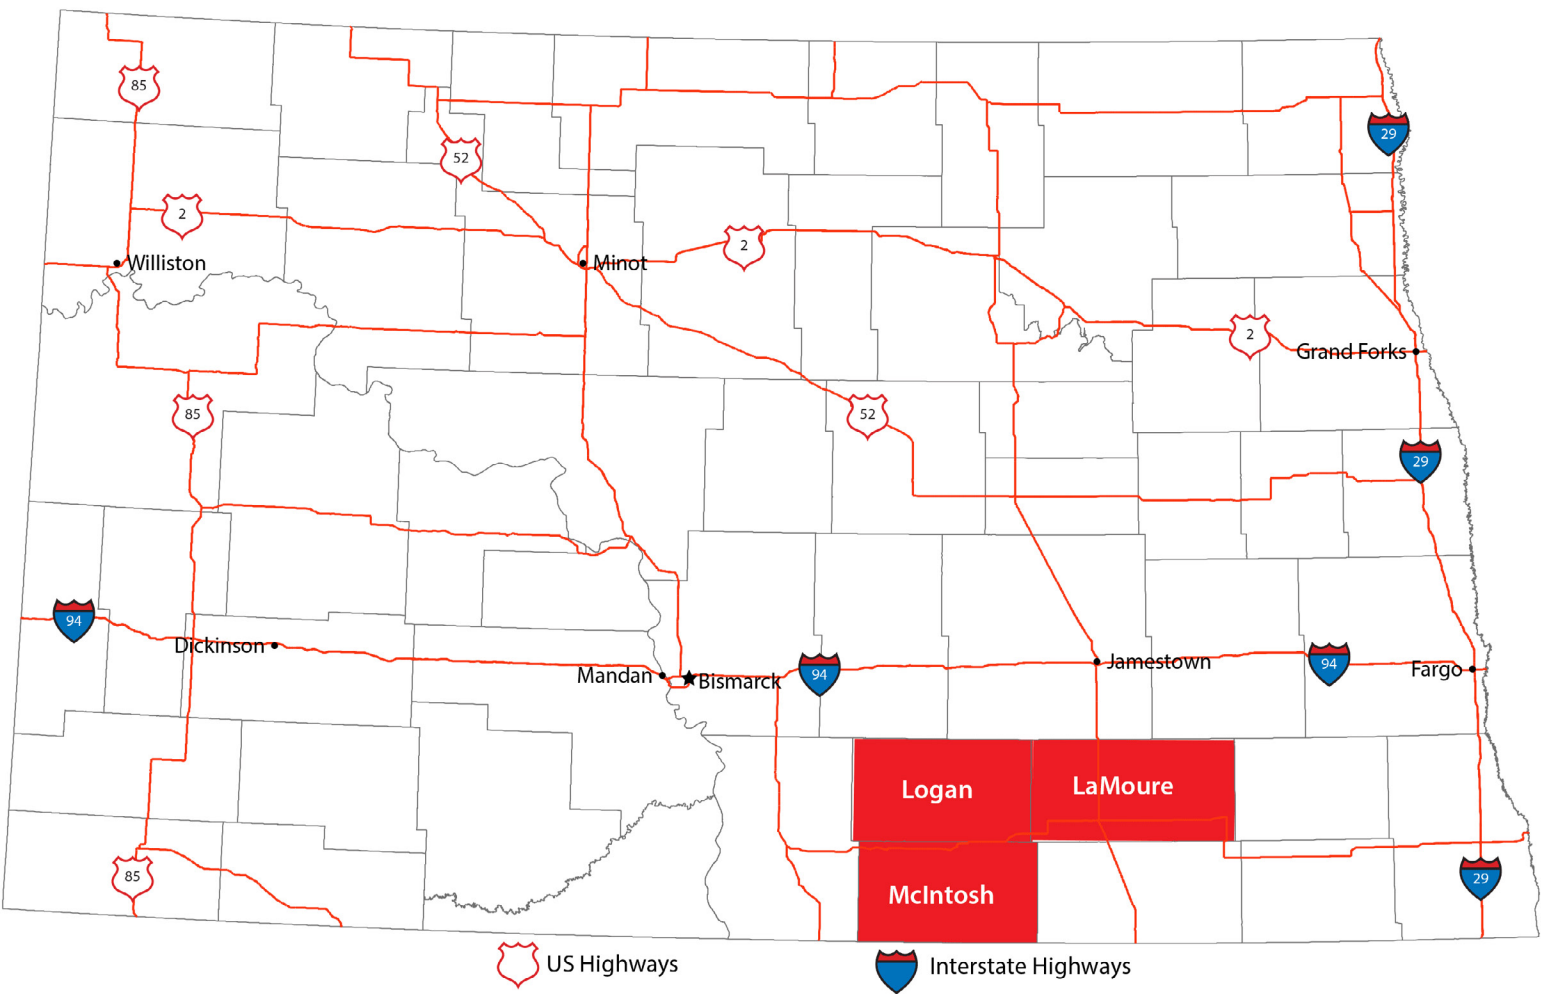 85
29
52
2
2
Williston
Minot
2
Grand Forks
85
52
29
94
Dickinson
Mandan
Bismarck
94
Jamestown
94
Fargo
Logan
LaMoure
85
McIntosh
29
US Highways
Interstate Highways